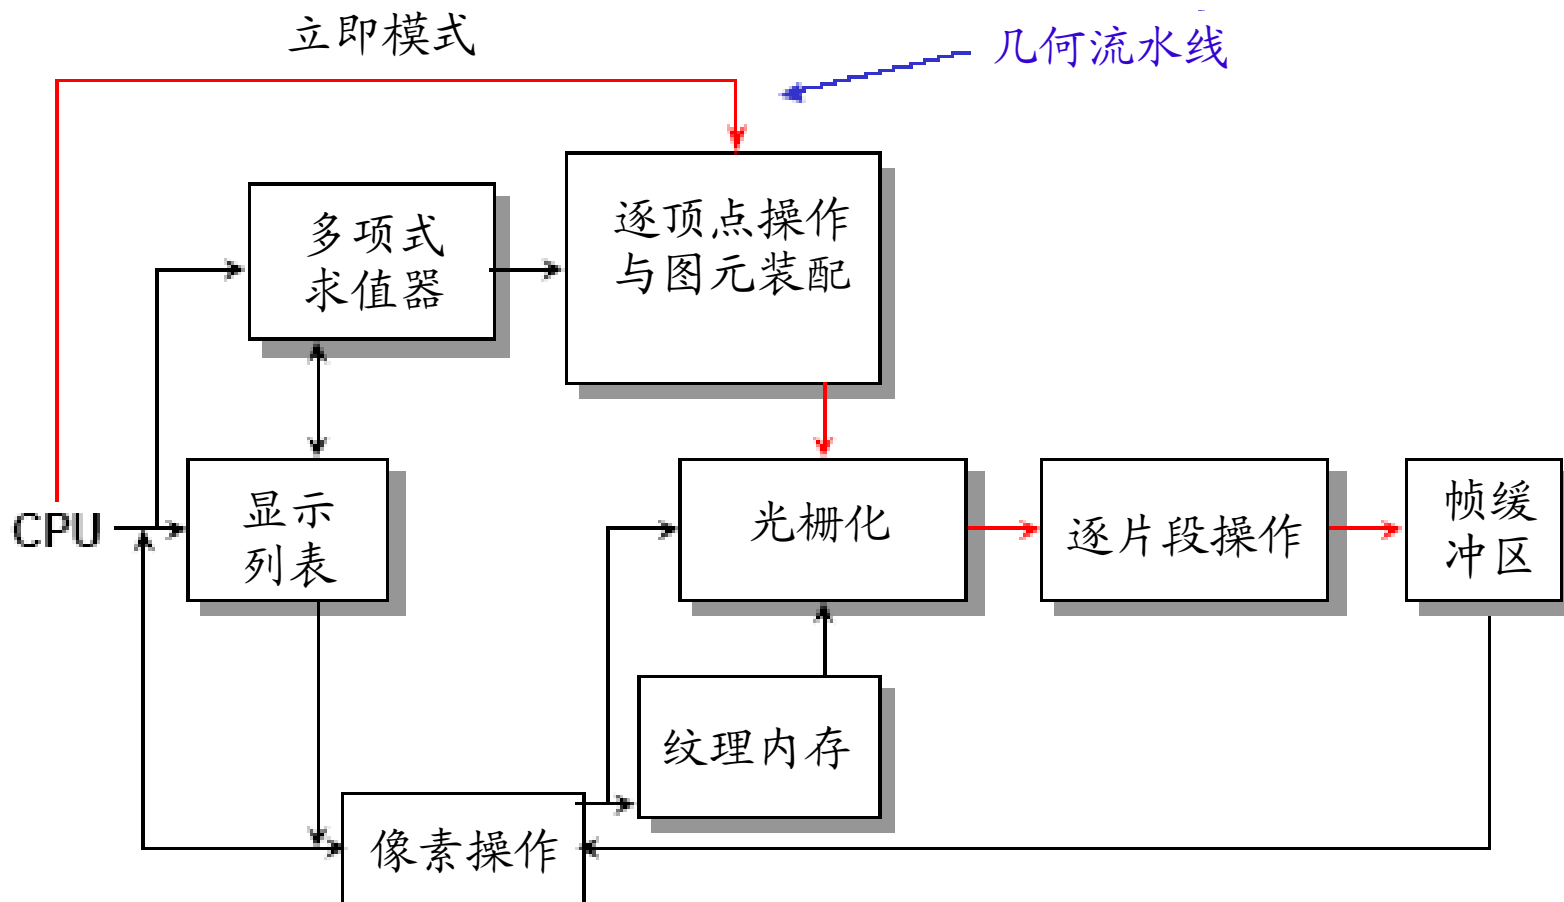 立即模式
几何流水线
多项式
求值器
逐顶点操作
与图元装配
CPU
显示
列表
光栅化
逐片段操作
帧缓
冲区
纹理内存
像素操作